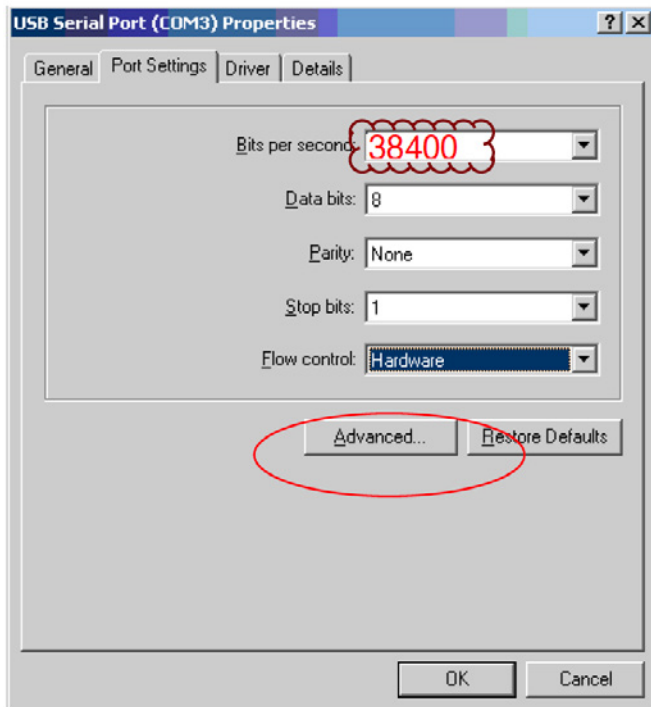 USB Serial Port (COM3) Properties
General Port Settings Driver Details
Bits per second: 38400
Data bits: 8
Parity: None
Stop bits: 1
Flow control: Hardware
Advanced... Restore Defaults
OK Cancel